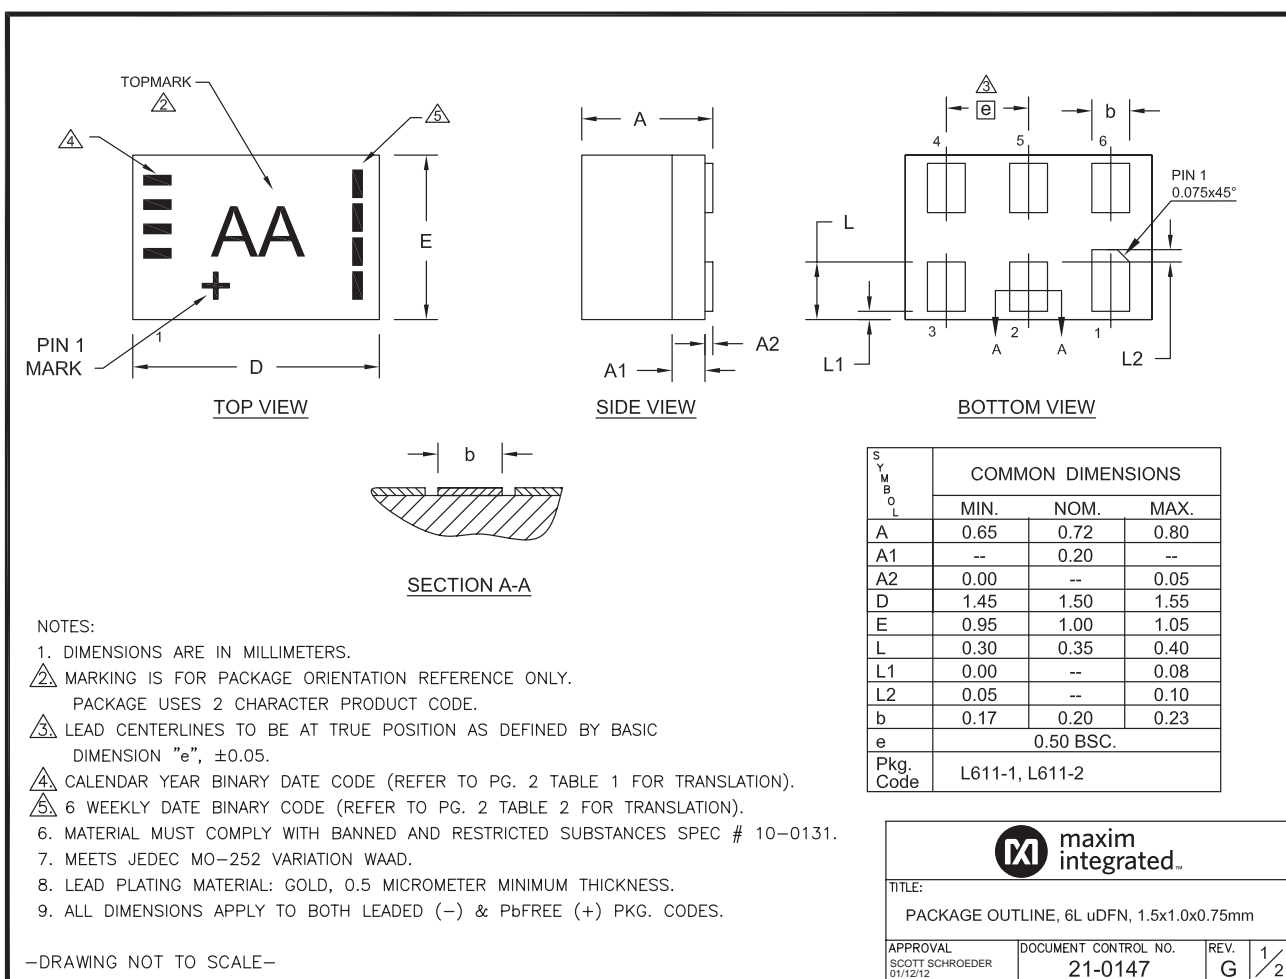 TOPMARK
2
4
5
AA
E
1
PIN 1
MARK
D
TOP VIEW
A
A2
A1
SIDE VIEW
3
e
b
4
5
6
PIN 1
0.075x45°
L
L1
3
2
1
A
A
L2
BOTTOM VIEW
b
SECTION A-A
SYMBOL
COMMON DIMENSIONS
MIN. NOM. MAX.
A 0.65 0.72 0.80
A1 -- 0.20 --
A2 0.00 -- 0.05
D 1.45 1.50 1.55
E 0.95 1.00 1.05
L 0.30 0.35 0.40
L1 0.00 -- 0.08
L2 0.05 -- 0.10
b 0.17 0.20 0.23
e 0.50 BSC.
Pkg.
Code
L611-1, L611-2
NOTES:
1. DIMENSIONS ARE IN MILLIMETERS.
2. MARKING IS FOR PACKAGE ORIENTATION REFERENCE ONLY.
PACKAGE USES 2 CHARACTER PRODUCT CODE.
3. LEAD CENTERLINES TO BE AT TRUE POSITION AS DEFINED BY BASIC
DIMENSION "e", ±0.05.
4. CALENDAR YEAR BINARY DATE CODE (REFER TO PG. 2 TABLE 1 FOR TRANSLATION).
5. 6 WEEKLY DATE BINARY CODE (REFER TO PG. 2 TABLE 2 FOR TRANSLATION).
6. MATERIAL MUST COMPLY WITH BANNED AND RESTRICTED SUBSTANCES SPEC # 10-0131.
7. MEETS JEDEC MO-252 VARIATION WAAD.
8. LEAD PLATING MATERIAL: GOLD, 0.5 MICROMETER MINIMUM THICKNESS.
9. ALL DIMENSIONS APPLY TO BOTH LEADED (-) & PbFREE (+) PKG. CODES.
-DRAWING NOT TO SCALE-
maxim
integrated™
TITLE:
PACKAGE OUTLINE, 6L uDFN, 1.5x1.0x0.75mm
APPROVAL
SCOTT SCHROEDER
01/12/12
DOCUMENT CONTROL NO.
21-0147
REV.
G
1/2